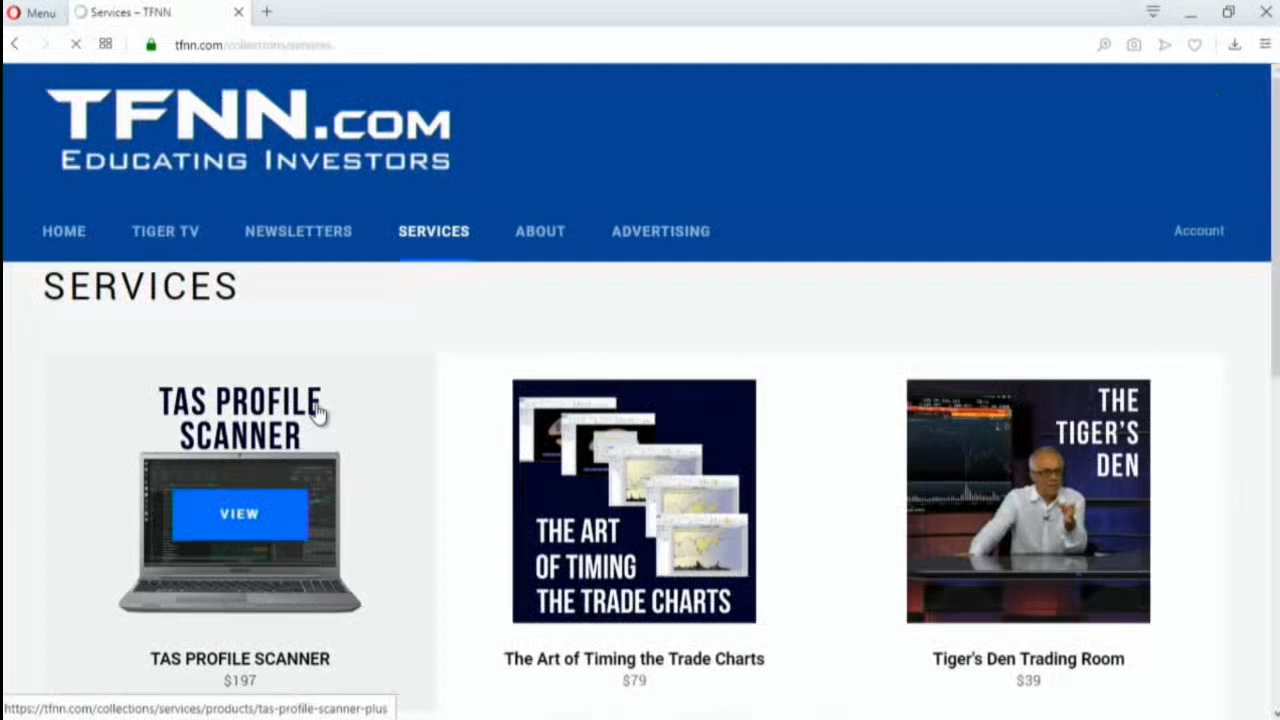 Menu
Services – TFNN
tfnn.com/collections/services
TFNN.COM
EDUCATING INVESTORS
HOME
TIGER TV
NEWSLETTERS
SERVICES
ABOUT
ADVERTISING
Account
SERVICES
TAS PROFILE
SCANNER
VIEW
TAS PROFILE SCANNER
$197
THE ART
OF TIMING
THE TRADE CHARTS
The Art of Timing the Trade Charts
$79
THE
TIGER'S
DEN
Tiger's Den Trading Room
$39
https://tfnn.com/collections/services/products/tas-profile-scanner-plus